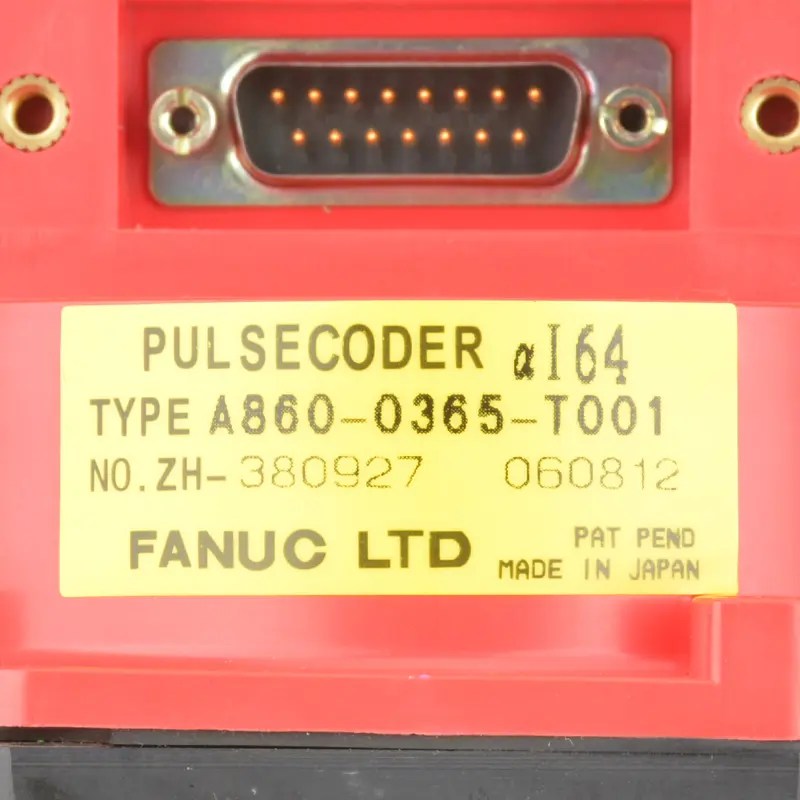 PULSECODER αI64
TYPE A860-0365-T001
NO.ZH-380927 060812
FANUC LTD PAT PEND
MADE IN JAPAN